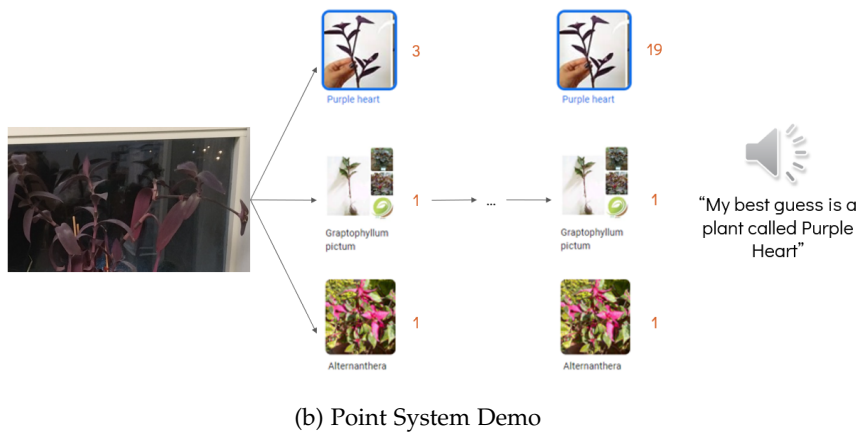 3
Purple heart
19
Purple heart
1
Graptophyllum
pictum
...
1
Graptophyllum
pictum
1
Alternanthera
1
Alternanthera
“My best guess is a
plant called Purple
Heart”
(b) Point System Demo